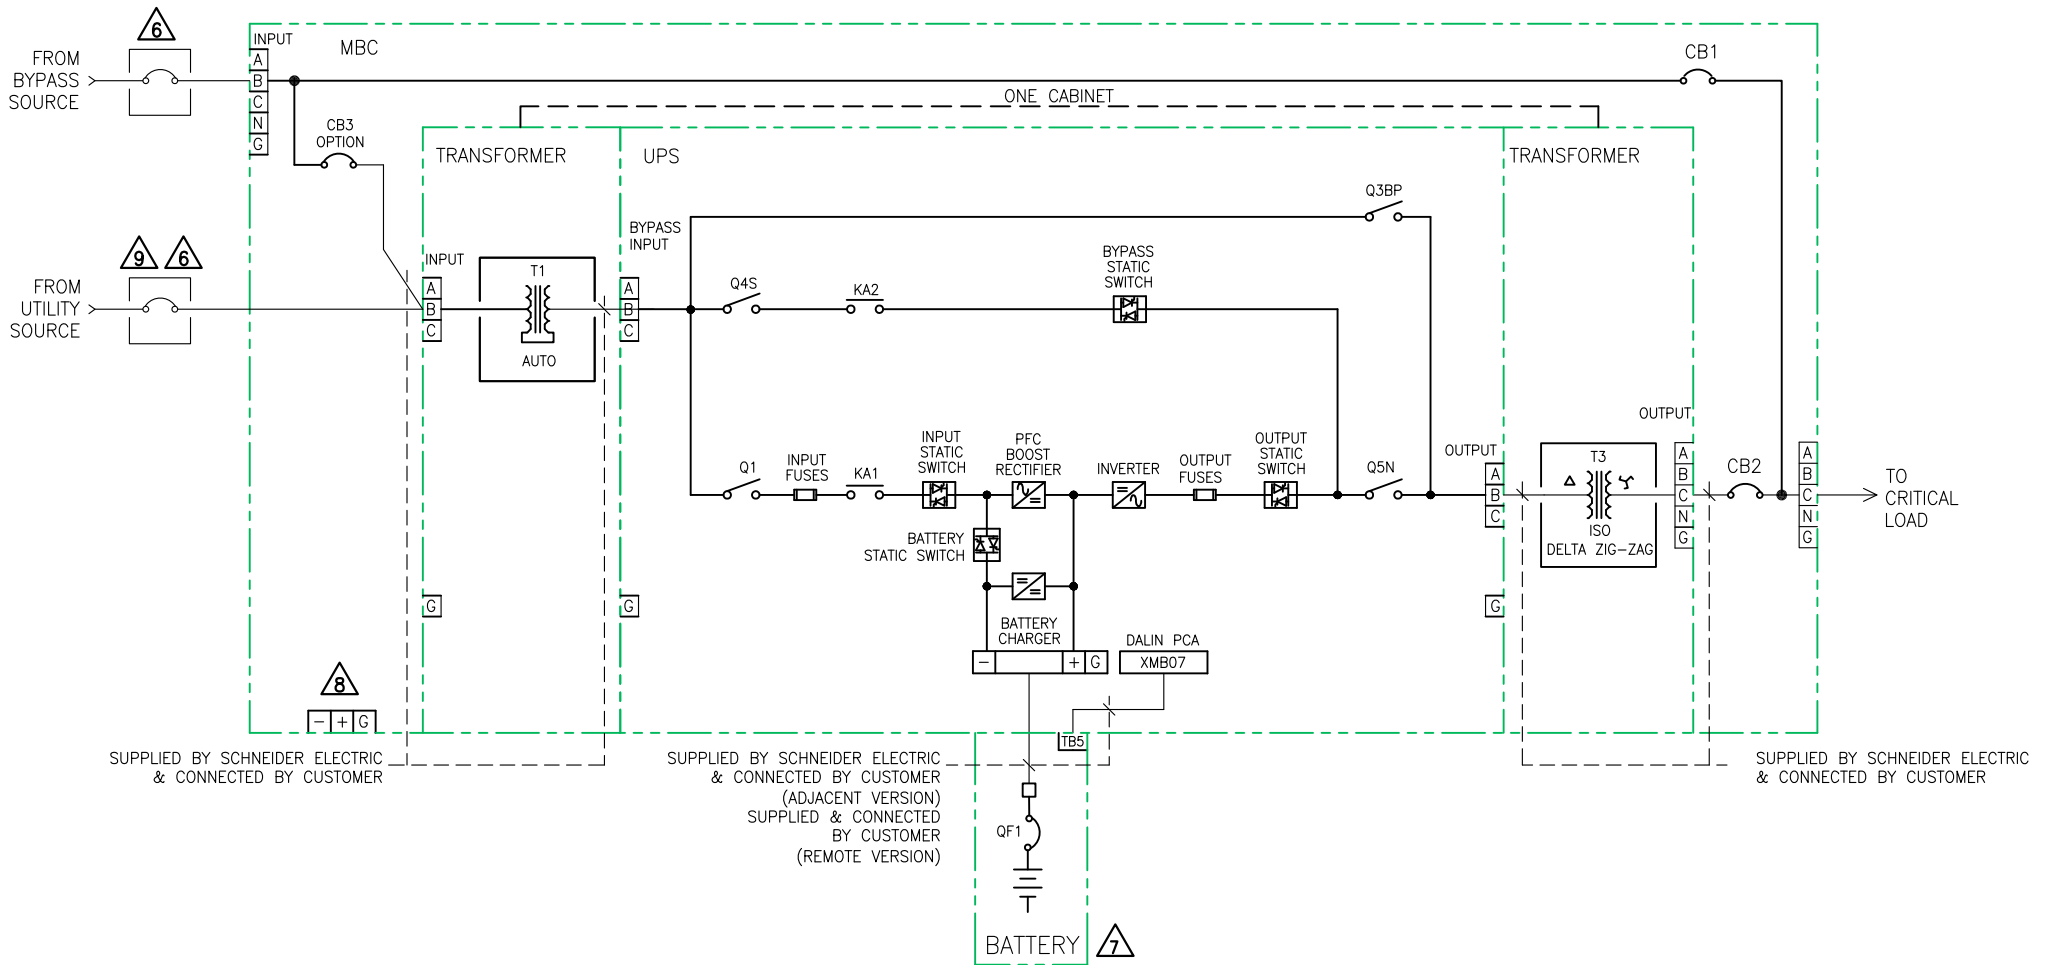 6
FROM
BYPASS
SOURCE
INPUT
A
B
C
N
G
MBC
CB1
ONE CABINET
CB3
OPTION
TRANSFORMER
UPS
TRANSFORMER
Q3BP
9
6
FROM
UTILITY
SOURCE
INPUT
A
B
C
T1
AUTO
BYPASS
INPUT
A
B
C
Q4S
KA2
BYPASS
STATIC
SWITCH
Q1
INPUT
FUSES
KA1
INPUT
STATIC
SWITCH
PFC
BOOST
RECTIFIER
INVERTER
OUTPUT
FUSES
OUTPUT
STATIC
SWITCH
Q5N
OUTPUT
A
B
C
T3
ISO
DELTA ZIG-ZAG
OUTPUT
A
B
C
N
G
CB2
A
B
C
N
G
TO
CRITICAL
LOAD
BATTERY
STATIC SWITCH
G
G
G
BATTERY
CHARGER
- + G
DALIN PCA
XMB07
8
- + G
TB5
SUPPLIED BY SCHNEIDER ELECTRIC
& CONNECTED BY CUSTOMER
SUPPLIED BY SCHNEIDER ELECTRIC
& CONNECTED BY CUSTOMER
(ADJACENT VERSION)
SUPPLIED & CONNECTED
BY CUSTOMER
(REMOTE VERSION)
SUPPLIED BY SCHNEIDER ELECTRIC
& CONNECTED BY CUSTOMER
QF1
BATTERY
7